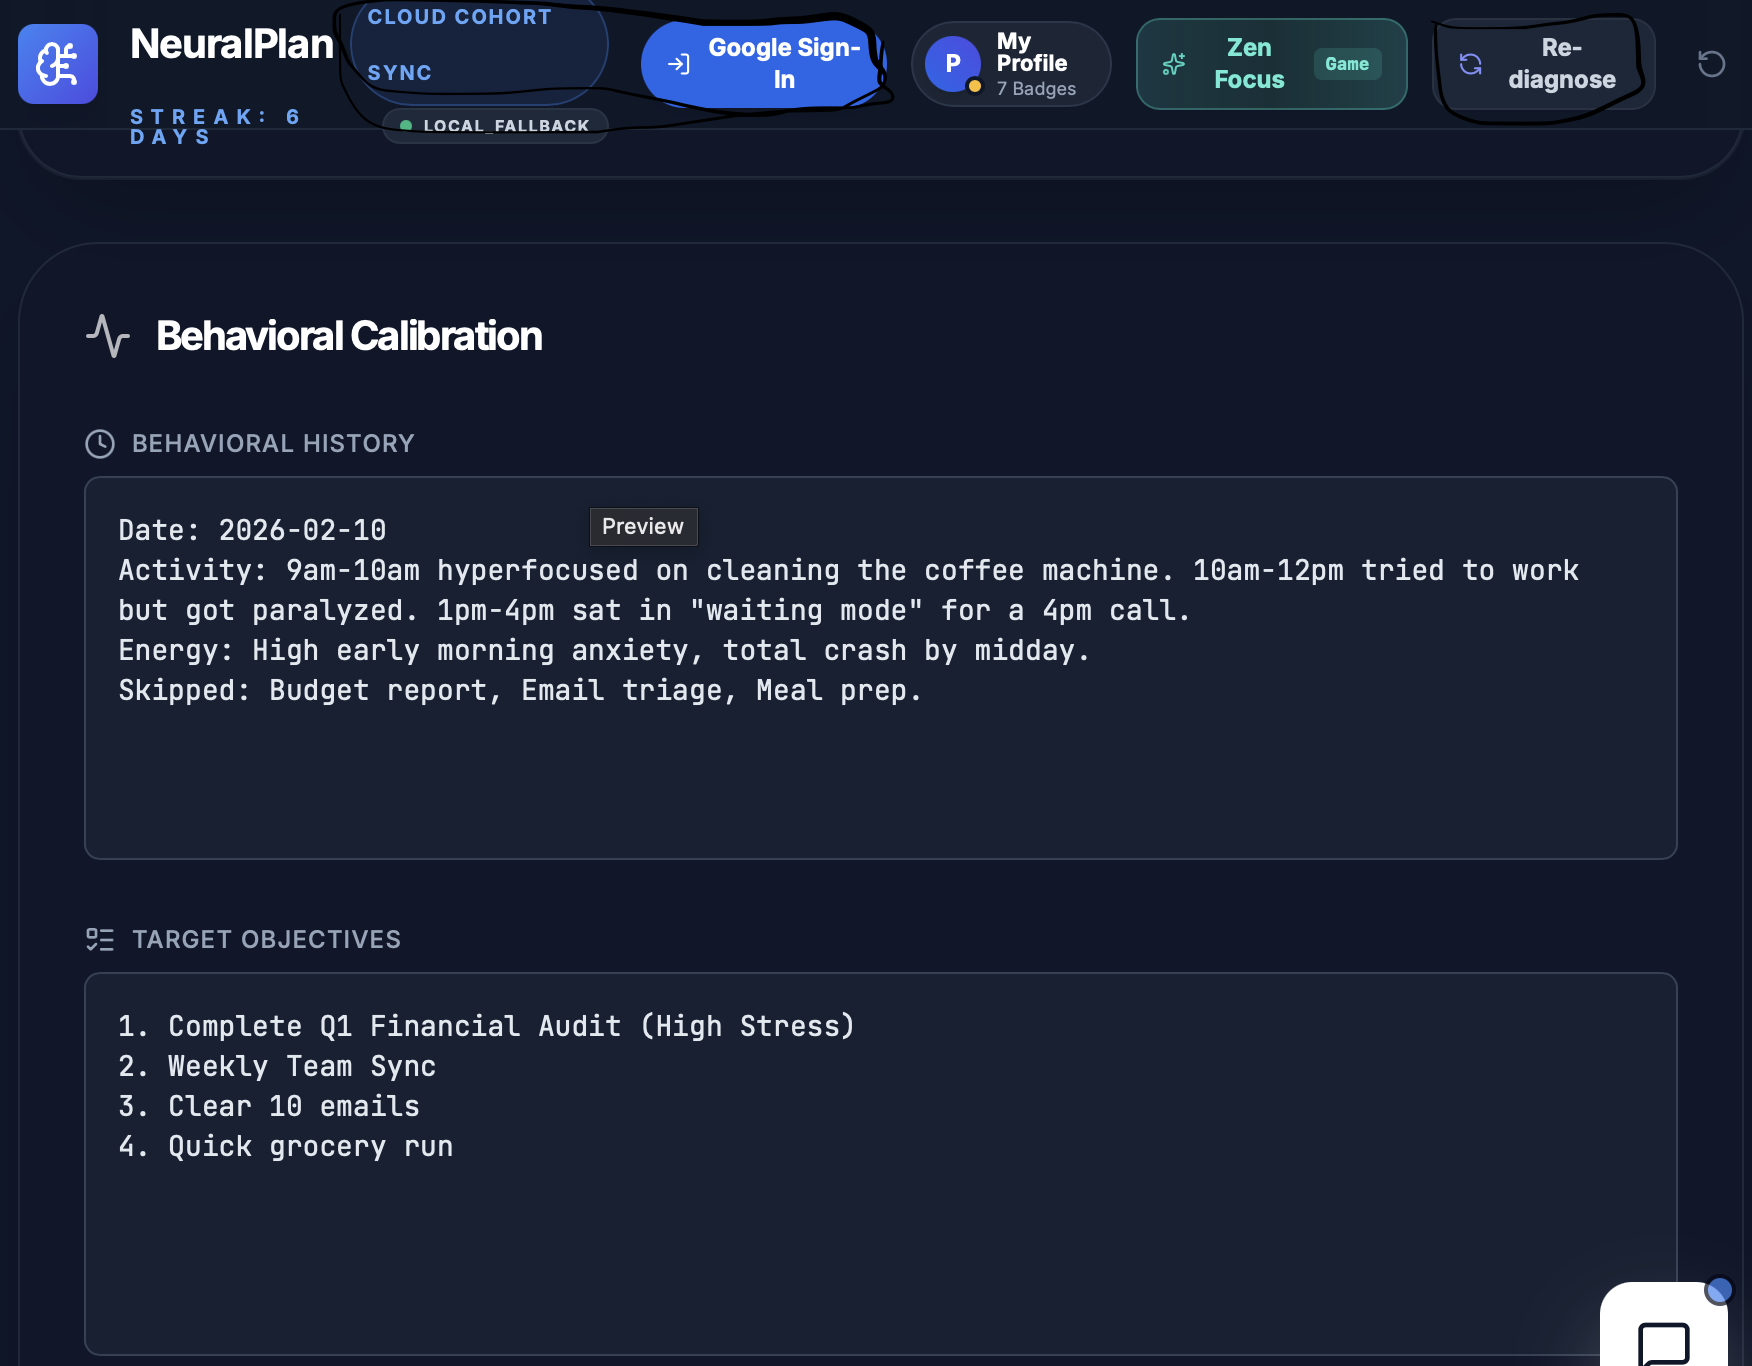 NeuralPlan
STREAK: 6
DAYS
CLOUD COHORT
SYNC
LOCAL_FALLBACK
Google Sign-
In
P
My
Profile
7 Badges
Zen
Focus
Game
Re-
diagnose
Behavioral Calibration
BEHAVIORAL HISTORY
Date: 2026-02-10
Preview
Activity: 9am-10am hyperfocused on cleaning the coffee machine. 10am-12pm tried to work
but got paralyzed. 1pm-4pm sat in "waiting mode" for a 4pm call.
Energy: High early morning anxiety, total crash by midday.
Skipped: Budget report, Email triage, Meal prep.
TARGET OBJECTIVES
1. Complete Q1 Financial Audit (High Stress)
2. Weekly Team Sync
3. Clear 10 emails
4. Quick grocery run